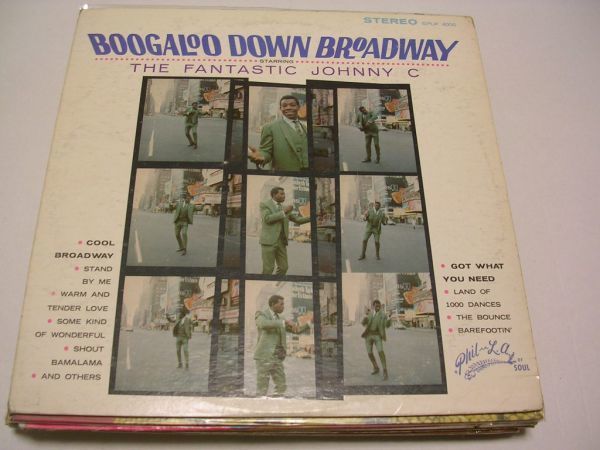 STEREO GPLP 4000
BOOGALOO DOWN BROADWAY
STARRING
THE FANTASTIC JOHNNY C
• COOL
BROADWAY
• STAND
BY ME
• WARM AND
TENDER LOVE
• SOME KIND
OF WONDERFUL
• SHOUT
BAMALAMA
• AND OTHERS
• GOT WHAT
YOU NEED
• LAND OF
1000 DANCES
• THE BOUNCE
• BAREFOOTIN'
Phil-L.A.
OF
SOUL